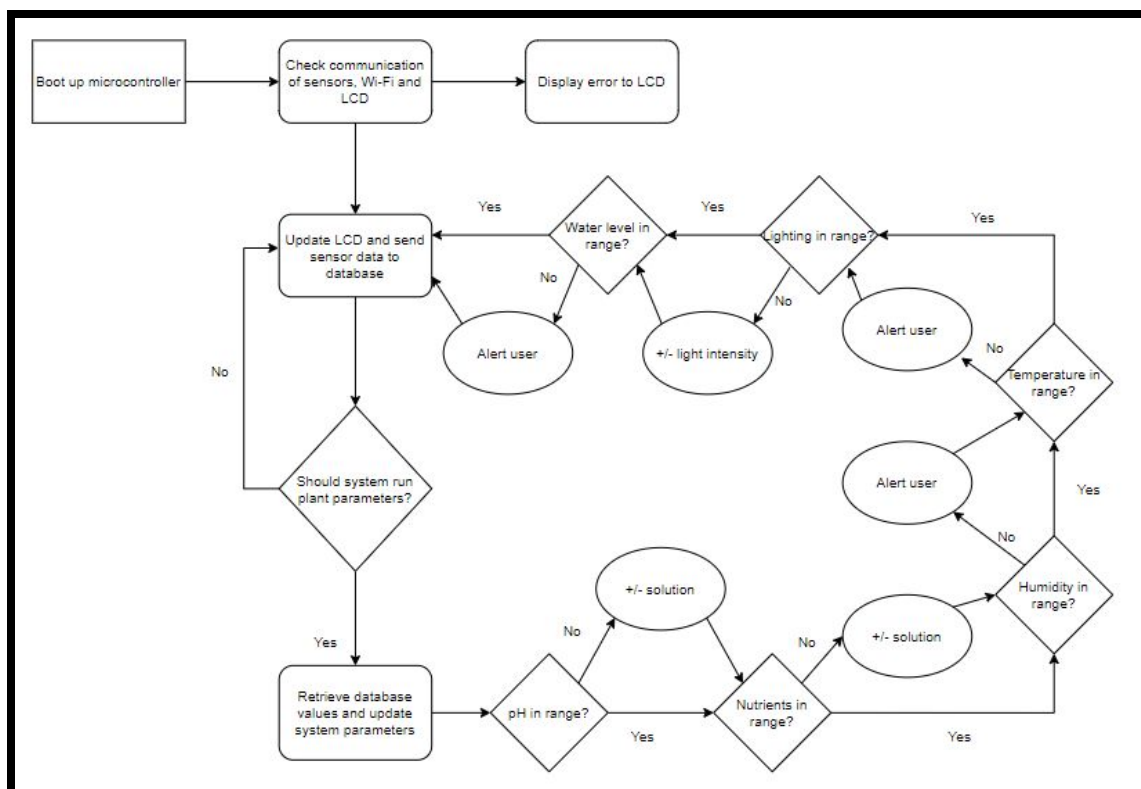 Boot up microcontroller
Check communication
of sensors, Wi-Fi and
LCD
Display error to LCD
Update LCD and send
sensor data to
database
Yes
Water level in
range?
Yes
Lighting in range?
Yes
No
Alert user
No
+/- light intensity
No
Alert user
No
Temperature in
range?
No
Should system run
plant parameters?
Alert user
Yes
No
Humidity in
range?
+/- solution
No
+/- solution
No
Yes
Retrieve database
values and update
system parameters
pH in range?
Yes
Nutrients in
range?
Yes